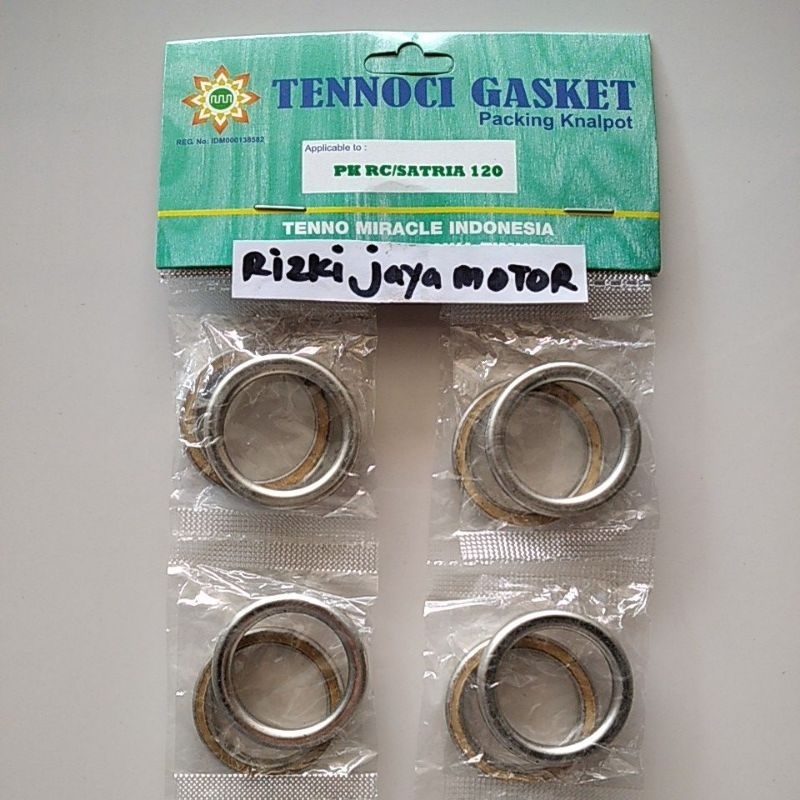 TENNOCI GASKET
Packing Knalpot
REG No: IDM000138582
Applicable to :
PK RC/SATRIA 120
TENNO MIRACLE INDONESIA
Rizki jaya MOTOR